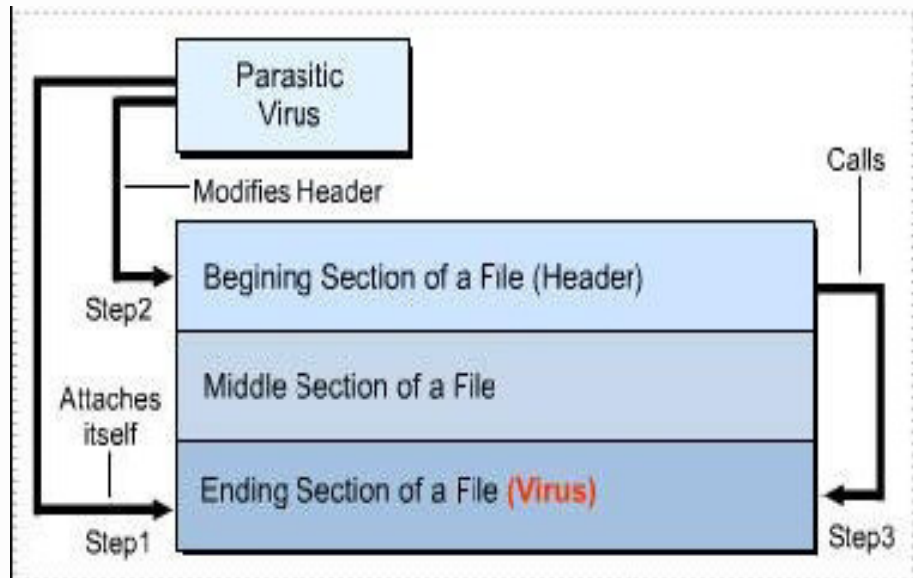 Parasitic
Virus
Calls
Modifies Header
Begining Section of a File (Header)
Step2
Middle Section of a File
Attaches
itself
Ending Section of a File (Virus)
Step1
Step3